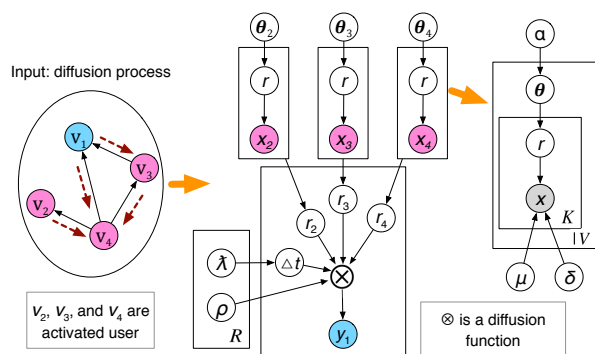 θ2
θ3
θ4
α
Input: diffusion process
r
r
r
θ
v1
x2
x3
x4
r
v3
v2
v4
r2
r3
r4
x
K
|V
λ
△t
⊗
ρ
R
μ
δ
v2, v3, and v4 are
activated user
y1
⊗ is a diffusion
function